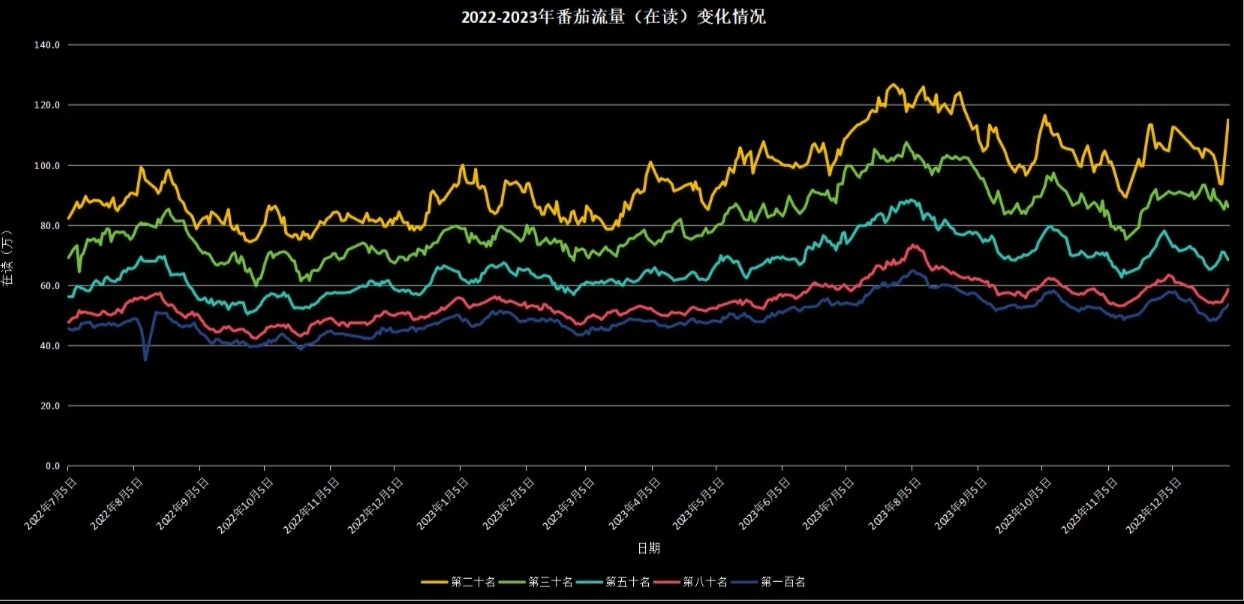 2022-2023年番茄流量（在读）变化情况
140.0
120.0
100.0
80.0
60.0
40.0
20.0
0.0
在读（万）
2022年7月5日
2022年8月5日
2022年9月5日
2022年10月5日
2022年11月5日
2022年12月5日
2023年1月5日
2023年2月5日
2023年3月5日
2023年4月5日
2023年5月5日
2023年6月5日
2023年7月5日
2023年8月5日
2023年9月5日
2023年10月5日
2023年11月5日
2023年12月5日
日期
第二十名 第三十名 第五十名 第八十名 第一百名